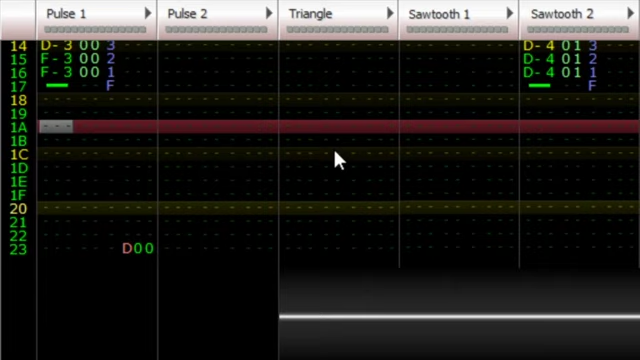 Pulse 1 Pulse 2 Triangle Sawtooth 1 Sawtooth 2
14 D-3 00 3 D-4 01 3
15 F-3 00 2 D-4 01 2
16 F-3 00 1 D-4 01 1
17 F F
18
19
1A
1B
1C
1D
1E
1F
20
21
22
23 D00